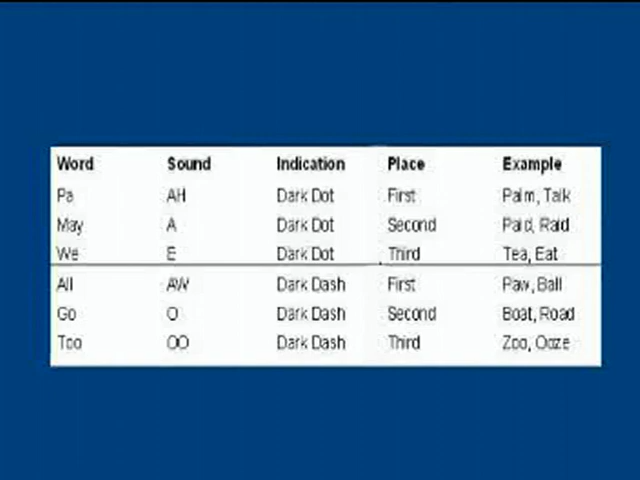 Word Sound Indication Place Example
Pa AH Dark Dot First Palm, Talk
May A Dark Dot Second Paid, Raid
We E Dark Dot Third Tea, Eat
All AW Dark Dash First Paw, Ball
Go O Dark Dash Second Boat, Road
Too OO Dark Dash Third Zoo, Ooze